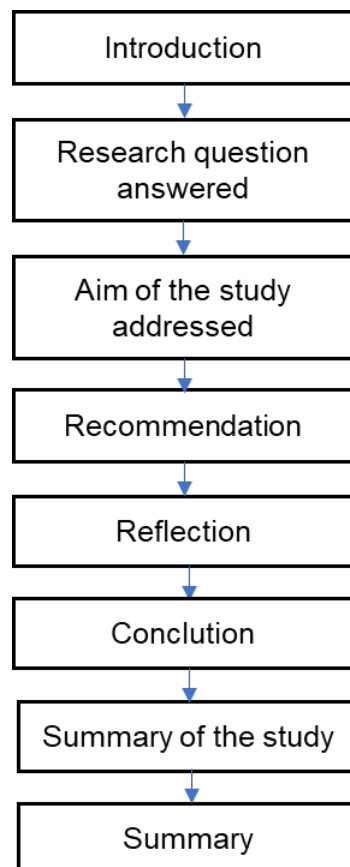 Introduction
Research question
answered
Aim of the study
addressed
Recommendation
Reflection
Conclution
Summary of the study
Summary